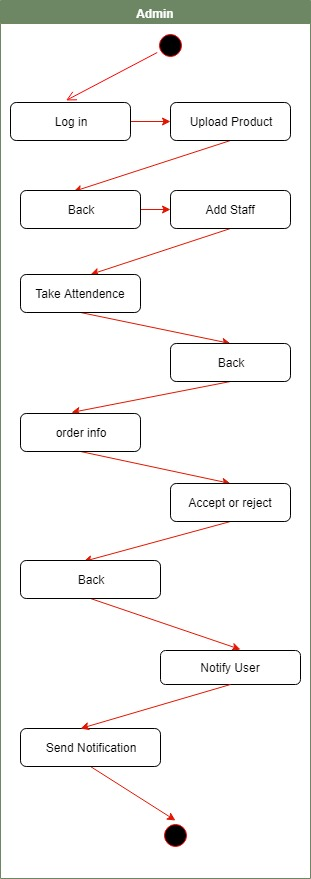 Admin
Log in
Upload Product
Back
Add Staff
Take Attendence
Back
order info
Accept or reject
Back
Notify User
Send Notification